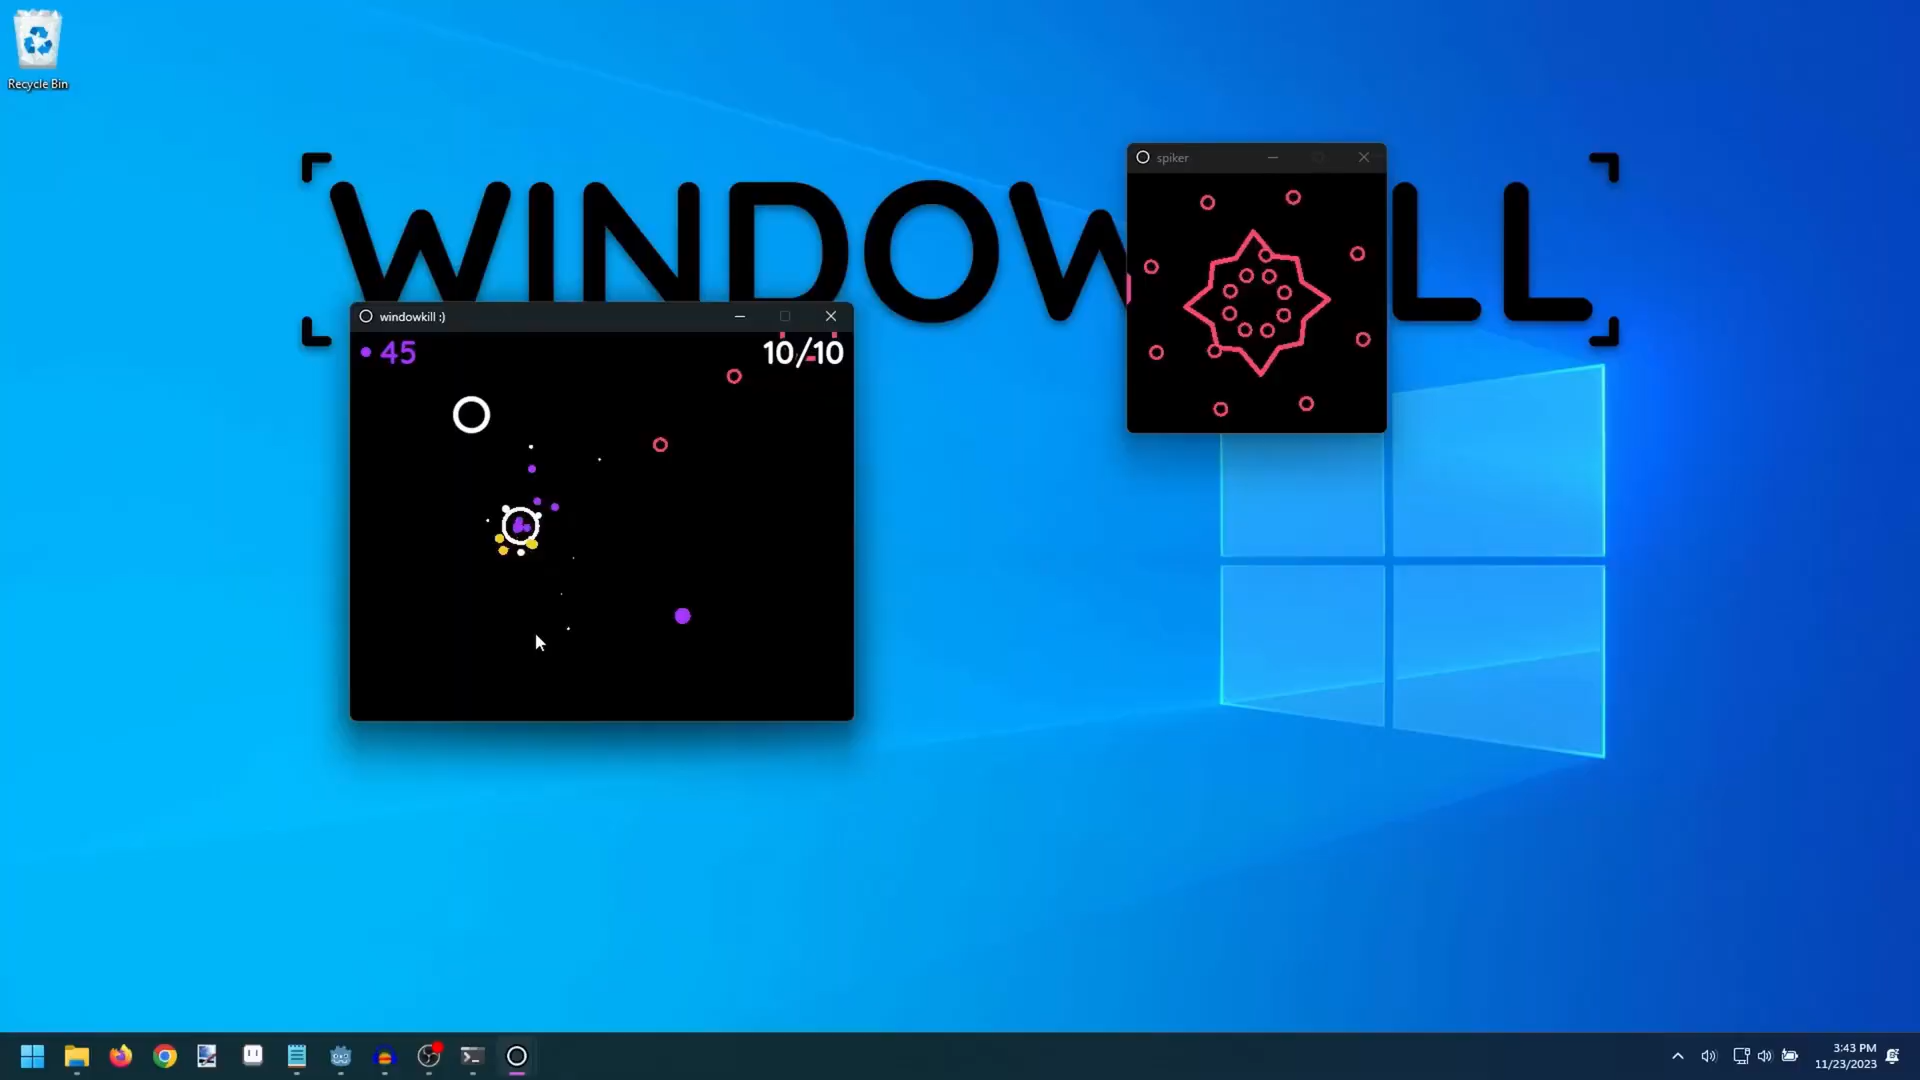 Recycle Bin
spiker
WINDOW LL
windowkill :)
45
10/10
3:43 PM
11/23/2023